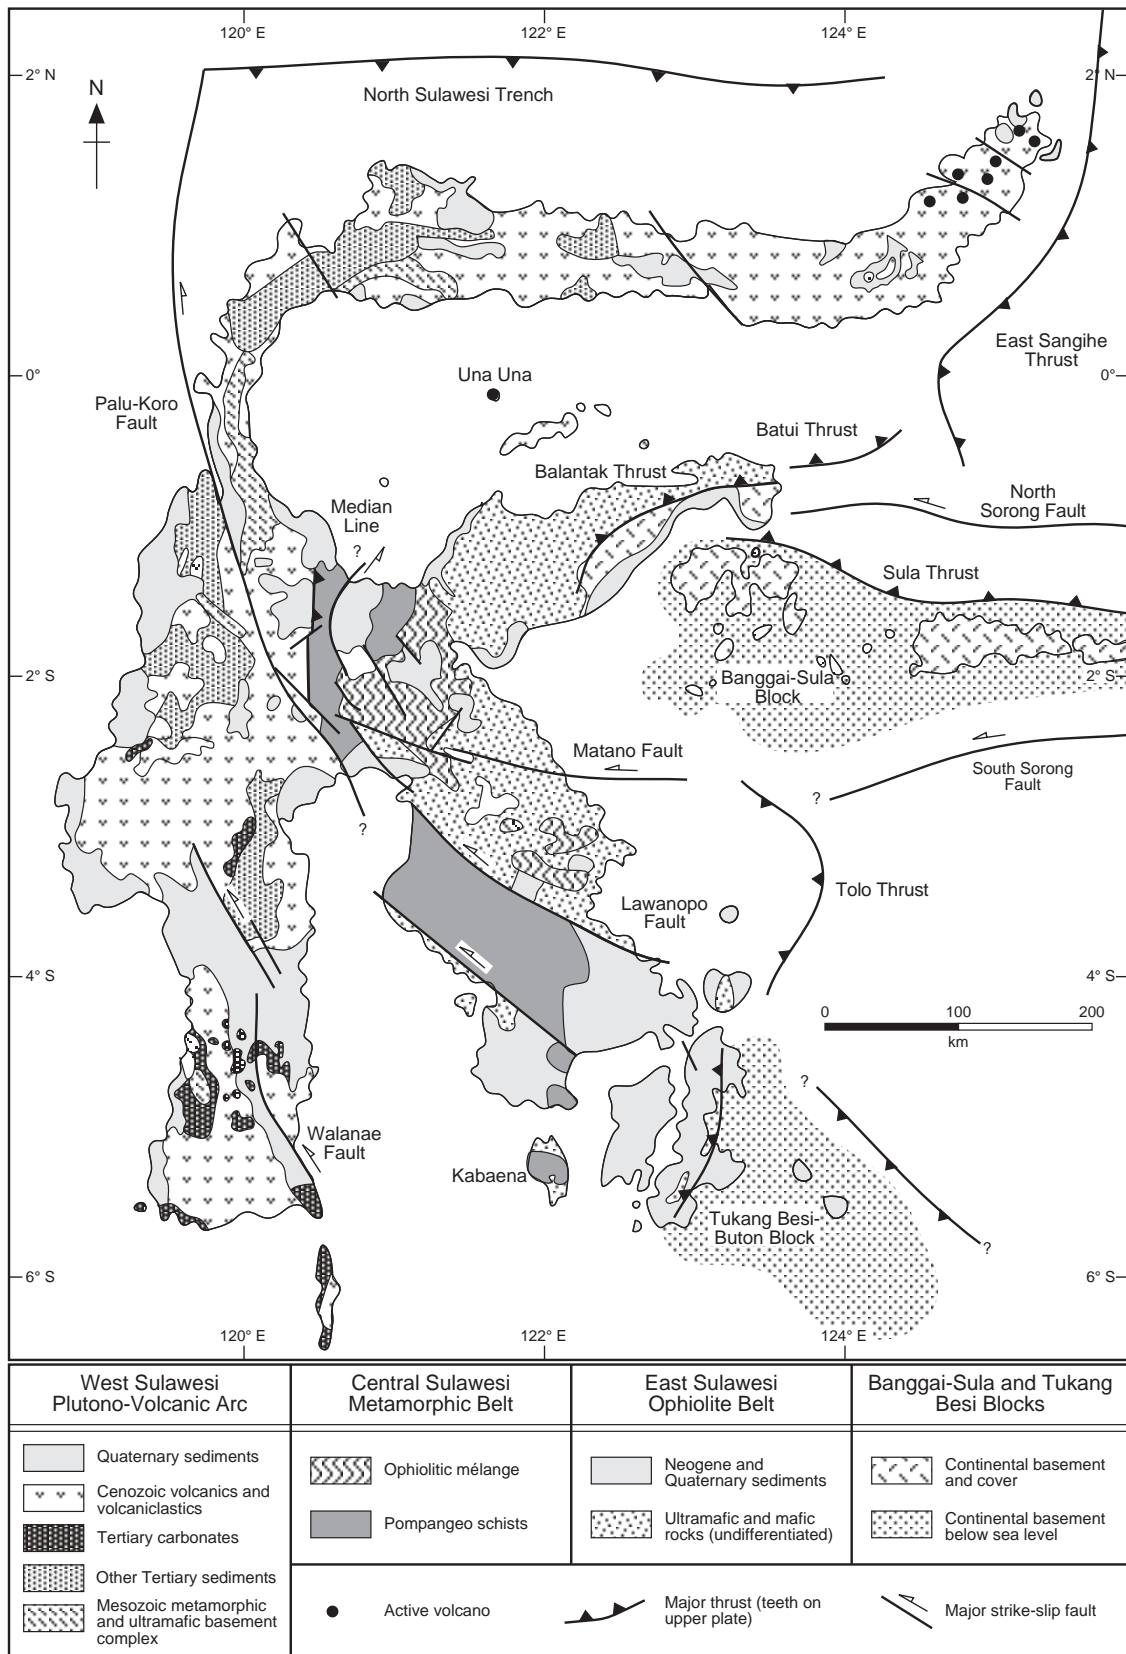 120° E
122° E
124° E
2° N
2° N
N
North Sulawesi Trench
East Sangihe
Thrust
0°
0°
Una Una
Palu-Koro
Fault
Batui Thrust
Balantak Thrust
Median
Line
?
North
Sorong Fault
Sula Thrust
2° S
2° S
Banggai-Sula
Block
Matano Fault
South Sorong
Fault
?
?
Tolo Thrust
Lawanopo
Fault
4° S
4° S
0
100
200
km
?
Walanae
Fault
Kabaena
Tukang Besi-
Buton Block
?
6° S
6° S
120° E
122° E
124° E
West Sulawesi
Plutono-Volcanic Arc
Quaternary sediments
Cenozoic volcanics and
volcaniclastics
Tertiary carbonates
Other Tertiary sediments
Mesozoic metamorphic
and ultramafic basement
complex
Central Sulawesi
Metamorphic Belt
Ophiolitic mélange
Pompangeo schists
East Sulawesi
Ophiolite Belt
Neogene and
Quaternary sediments
Ultramafic and mafic
rocks (undifferentiated)
Banggai-Sula and Tukang
Besi Blocks
Continental basement
and cover
Continental basement
below sea level
Active volcano
Major thrust (teeth on
upper plate)
Major strike-slip fault